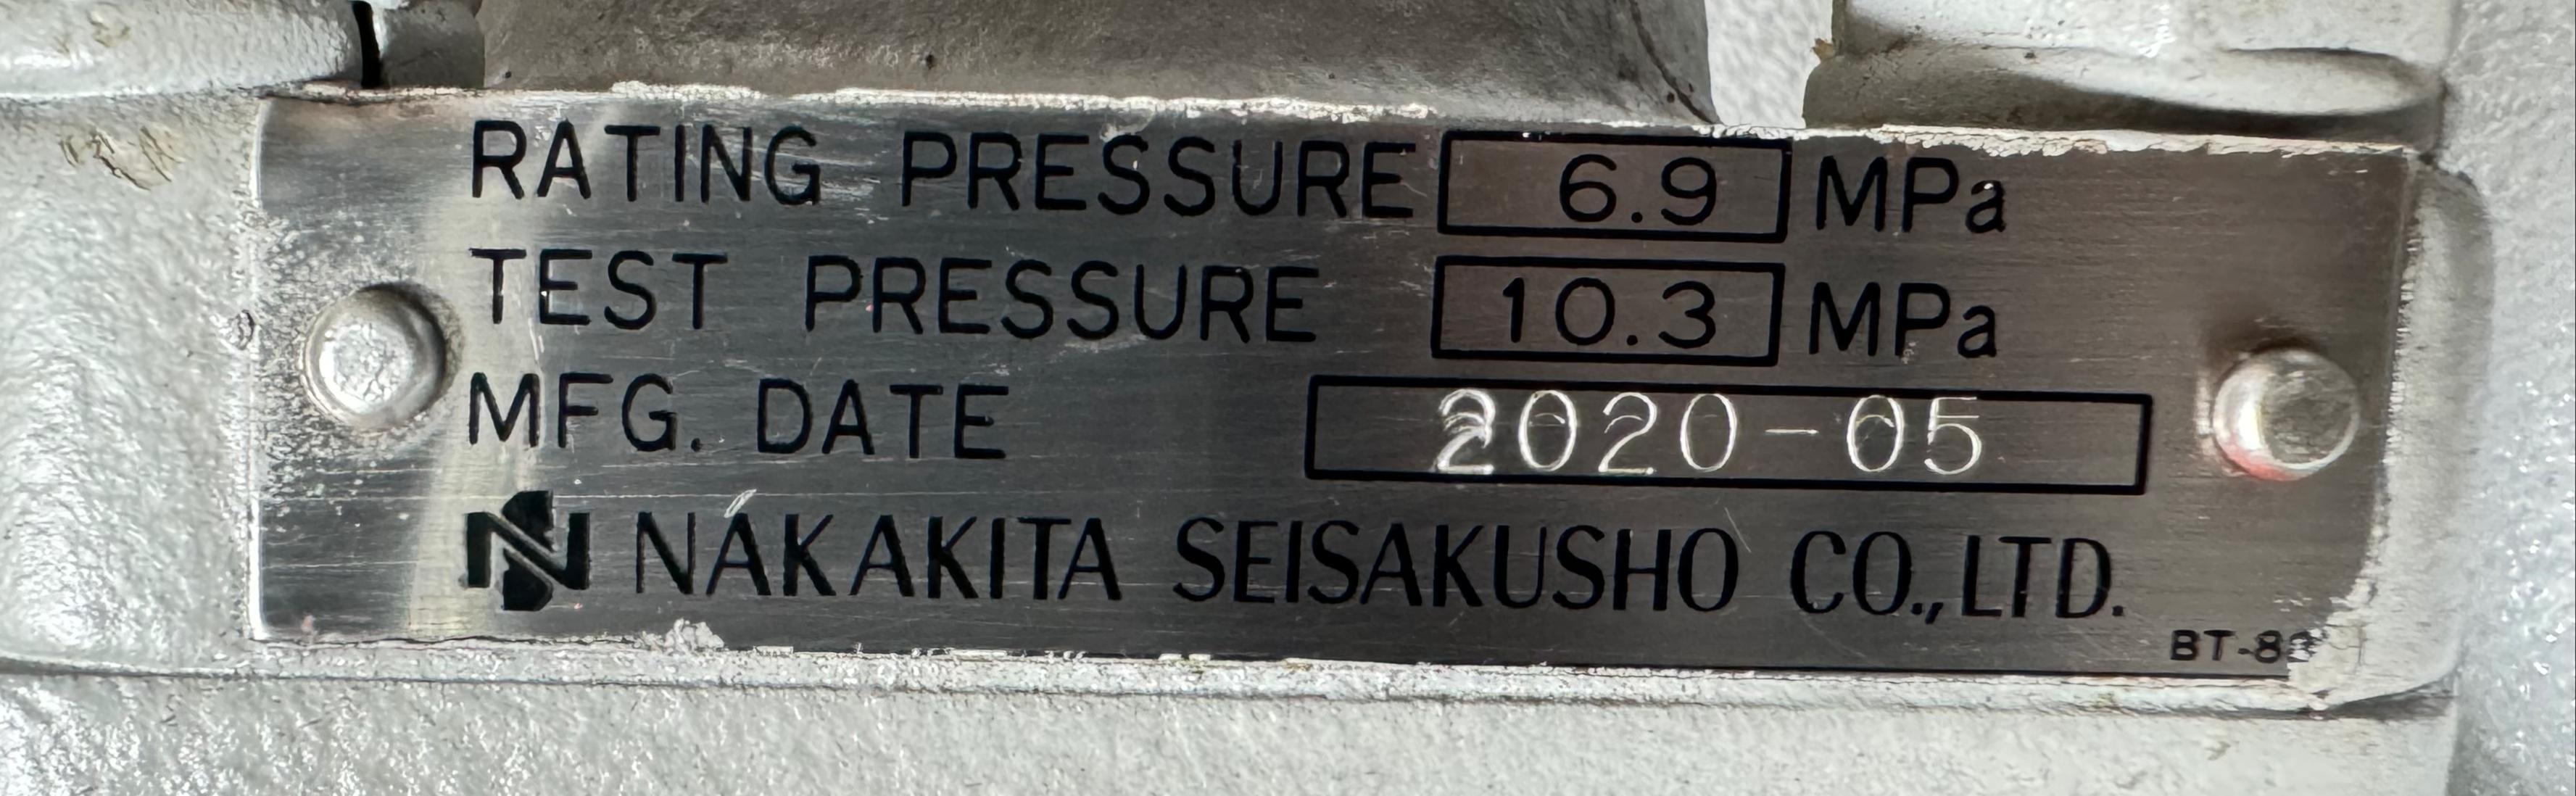 RATING PRESSURE 6.9 MPa
TEST PRESSURE 10.3 MPa
MFG. DATE 2020-05
NAKAKITA SEISAKUSHO CO.,LTD.